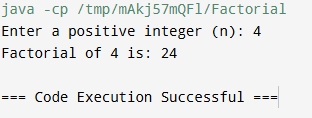 java -cp /tmp/mAkj57mQFl/Factorial
Enter a positive integer (n): 4
Factorial of 4 is: 24
=== Code Execution Successful ===